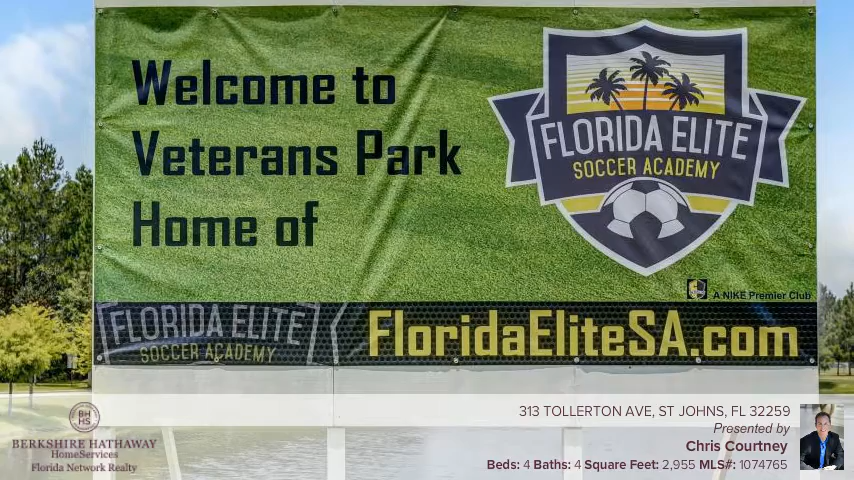 Welcome to
Veterans Park
Home of
FLORIDA ELITE
SOCCER ACADEMY
A NIKE Premier Club
FLORIDA ELITE
SOCCER ACADEMY
FloridaEliteSA.com
BH
HS
BERKSHIRE HATHAWAY
HomeServices
Florida Network Realty
313 TOLLERTON AVE, ST JOHNS, FL 32259
Presented by
Chris Courtney
Beds: 4 Baths: 4 Square Feet: 2,955 MLS#: 1074765